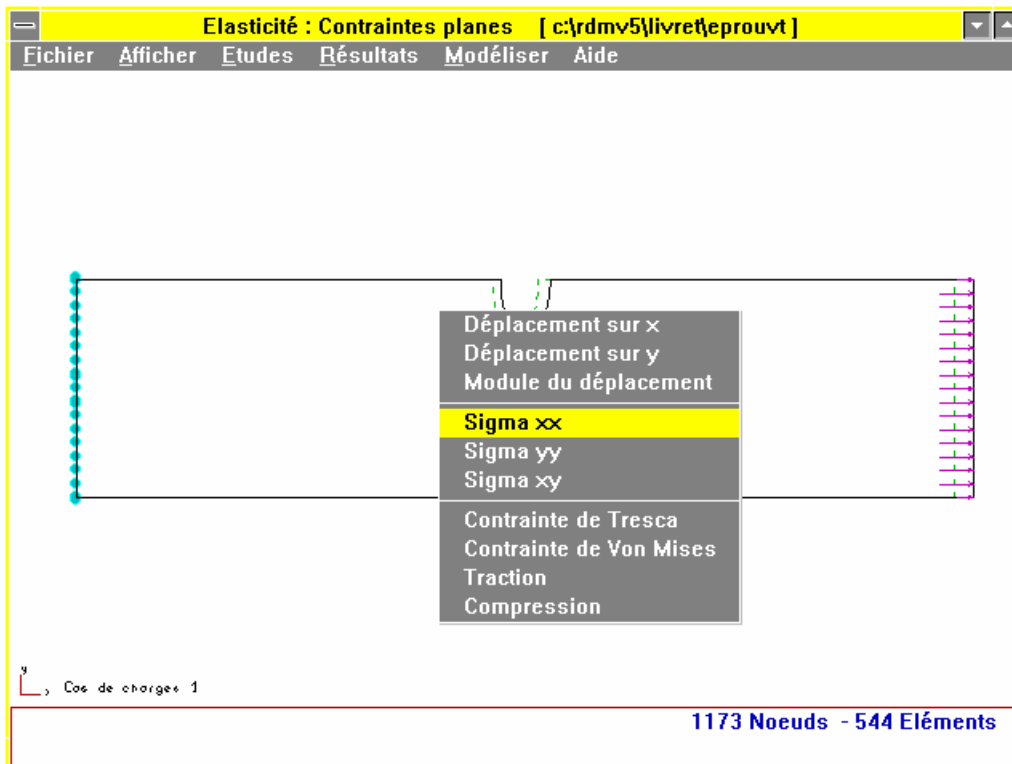 Elasticité : Contraintes planes [ c:\rdmv5\livret\eprouvt ]
Fichier Afficher Etudes Résultats Modéliser Aide
Déplacement sur x
Déplacement sur y
Module du déplacement
Sigma xx
Sigma yy
Sigma xy
Contrainte de Tresca
Contrainte de Von Mises
Traction
Compression
y
Cas de charges 1
1173 Noeuds - 544 Eléments